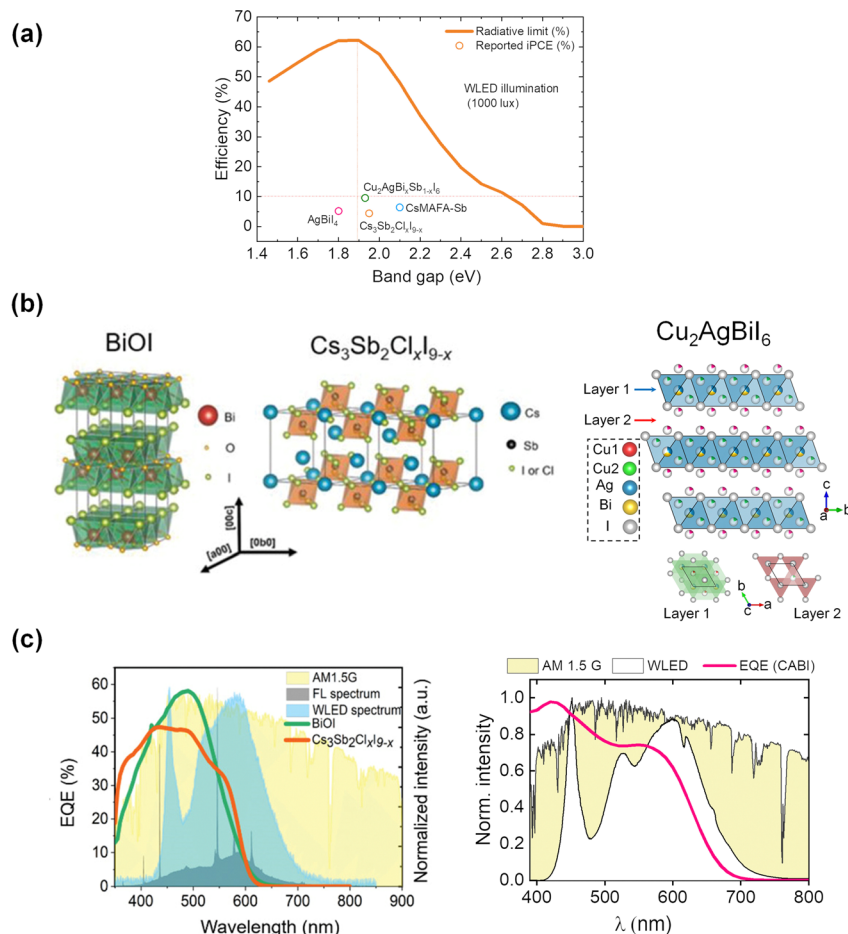 (a)
Radiative limit (%)
Reported iPCE (%)
WLED illumination
(1000 lux)
Efficiency (%)
70
60
50
40
30
20
10
0
Cu2AgBixSb1-xI6
CsMAFA-Sb
AgBiI4
Cs3Sb2ClxI9-x
1.4 1.6 1.8 2.0 2.2 2.4 2.6 2.8 3.0
Band gap (eV)
(b)
BiOI
Bi
O
I
[00c]
[0b0]
[a00]
Cs3Sb2ClxI9-x
Cs
Sb
I or Cl
Cu2AgBiI6
Layer 1
Layer 2
Cu1
Cu2
Ag
Bi
I
c
a
b
b
c
a
Layer 1
Layer 2
(c)
AM1.5G
FL spectrum
WLED spectrum
BiOI
Cs3Sb2ClxI9-x
EQE (%)
60
50
40
30
20
10
0
Normalized intensity (a.u.)
400 500 600 700 800 900
Wavelength (nm)
AM 1.5 G WLED EQE (CABI)
Norm. intensity
1.0
0.8
0.6
0.4
0.2
0.0
400 500 600 700 800
λ (nm)